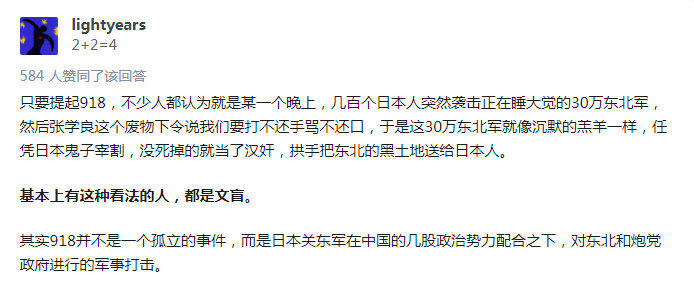 lightyears
2+2=4
584 人赞同了该回答
只要提起918，不少人都认为就是某一个晚上，几百个日本人突然袭击正在睡大觉的30万东北军，
然后张学良这个废物下令说我们要打不还手骂不还口，于是这30万东北军就像沉默的羔羊一样，任
凭日本鬼子宰割，没死掉的就当了汉奸，拱手把东北的黑土地送给日本人。
基本上有这种看法的人，都是文盲。
其实918并不是一个孤立的事件，而是日本关东军在中国的几股政治势力配合之下，对东北和炮党
政府进行的军事打击。